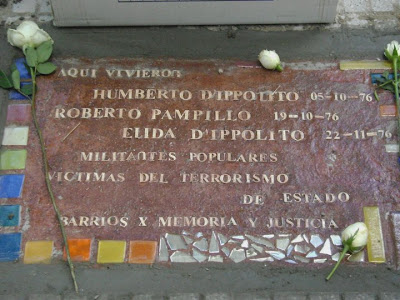 AQUI VIVIERON
HUMBERTO D'IPPOLITO 05-10-76
ROBERTO PAMPILLO 19-10-76
ELIDA D'IPPOLITO 22-11-76
MILITANTES POPULARES
VICTIMAS DEL TERRORISMO
DE ESTADO
BARRIOS X MEMORIA Y JUSTICIA